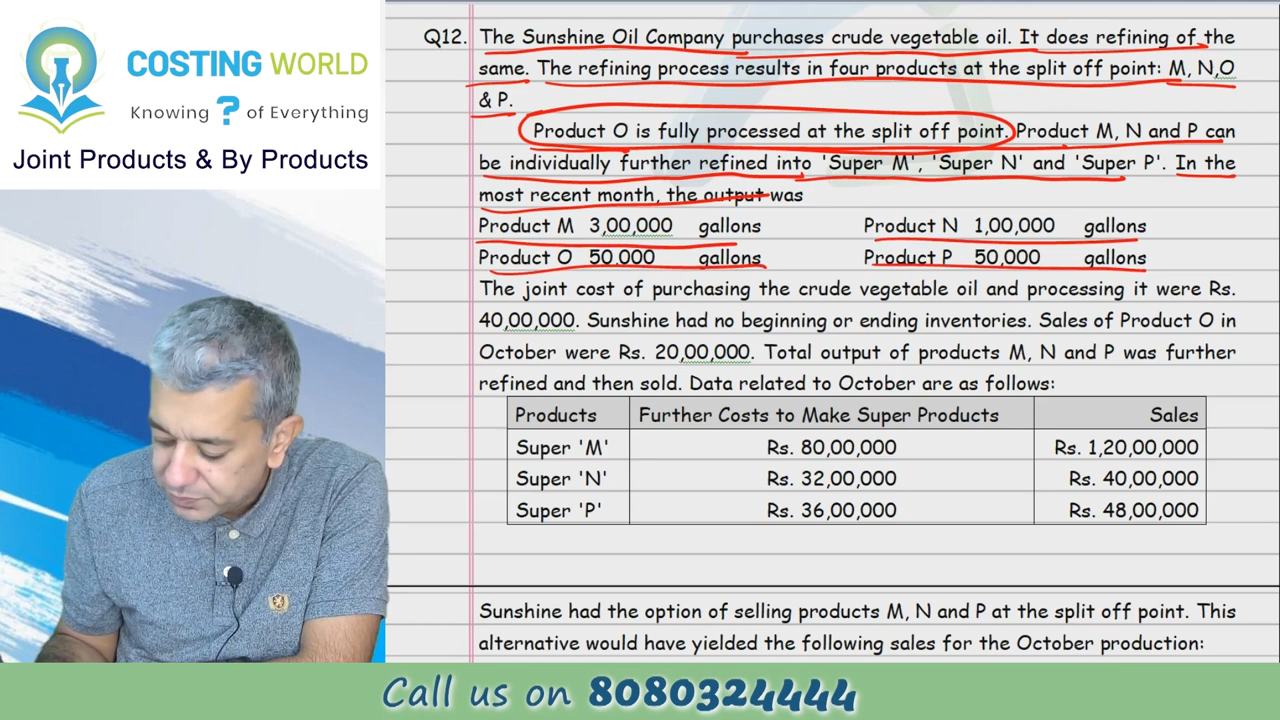 COSTING WORLD
Knowing ? of Everything
Joint Products & By Products
Q12. The Sunshine Oil Company purchases crude vegetable oil. It does refining of the
same. The refining process results in four products at the split off point: M, N,O
& P.
Product O is fully processed at the split off point. Product M, N and P can
be individually further refined into 'Super M', 'Super N' and 'Super P'. In the
most recent month, the output was
Product M 3,00,000 gallons Product N 1,00,000 gallons
Product O 50,000 gallons Product P 50,000 gallons
The joint cost of purchasing the crude vegetable oil and processing it were Rs.
40,00,000. Sunshine had no beginning or ending inventories. Sales of Product O in
October were Rs. 20,00,000. Total output of products M, N and P was further
refined and then sold. Data related to October are as follows:
Products Further Costs to Make Super Products Sales
Super 'M' Rs. 80,00,000 Rs. 1,20,00,000
Super 'N' Rs. 32,00,000 Rs. 40,00,000
Super 'P' Rs. 36,00,000 Rs. 48,00,000
Sunshine had the option of selling products M, N and P at the split off point. This
alternative would have yielded the following sales for the October production:
Call us on 8080324444